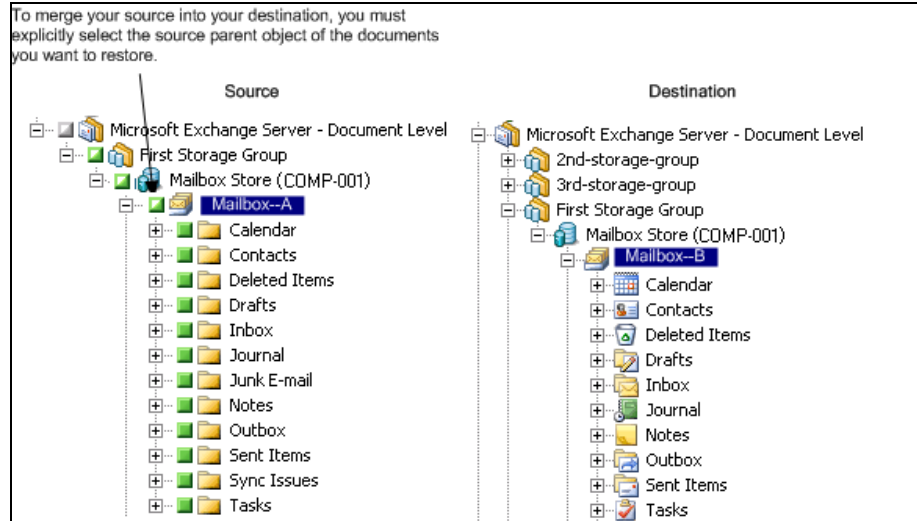 To merge your source into your destination, you must
explicitly select the source parent object of the documents
you want to restore.
Source
Microsoft Exchange Server - Document Level
First Storage Group
Mailbox Store (COMP-001)
Mailbox--A
Calendar
Contacts
Deleted Items
Drafts
Inbox
Journal
Junk E-mail
Notes
Outbox
Sent Items
Sync Issues
Tasks
Destination
Microsoft Exchange Server - Document Level
2nd-storage-group
3rd-storage-group
First Storage Group
Mailbox Store (COMP-001)
Mailbox--B
Calendar
Contacts
Deleted Items
Drafts
Inbox
Journal
Notes
Outbox
Sent Items
Tasks